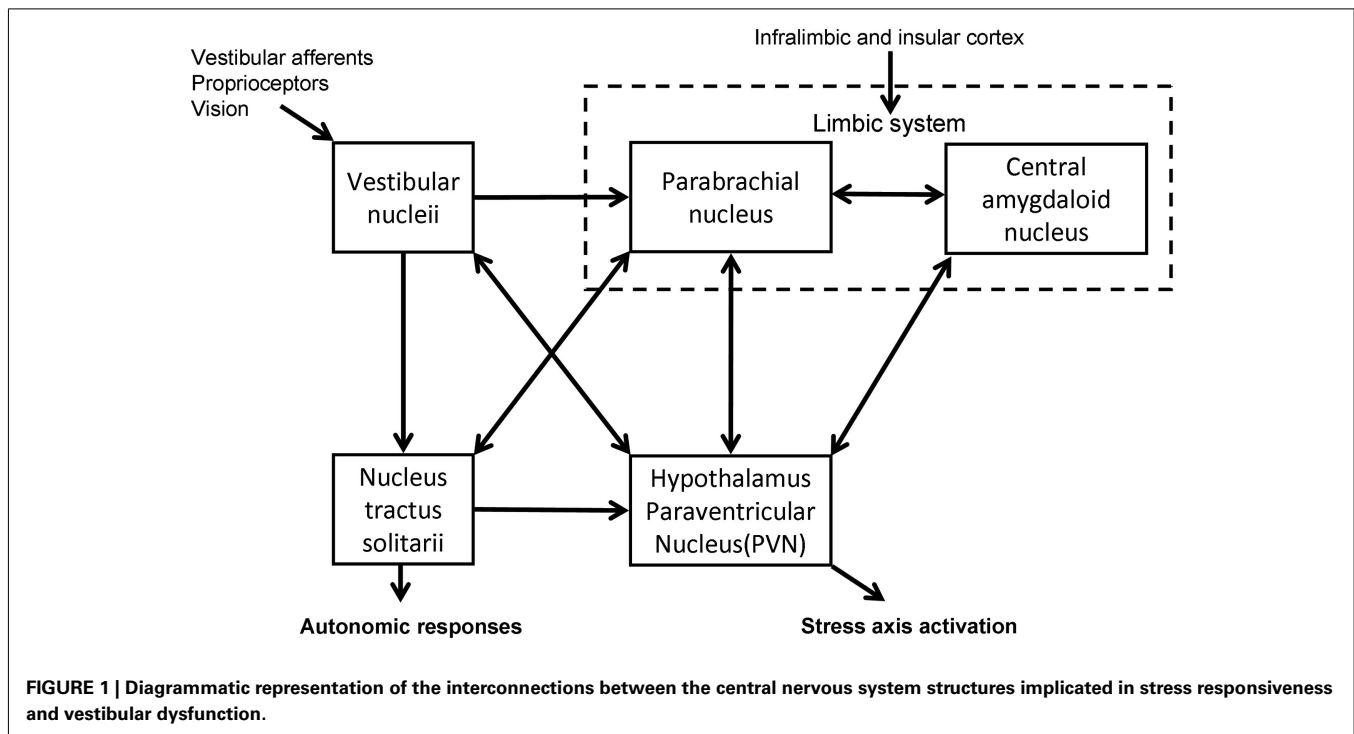 Infralimbic and insular cortex
Vestibular afferents
Proprioceptors
Vision
Limbic system
Vestibular
nucleii
Parabrachial
nucleus
Central
amygdaloid
nucleus
Nucleus
tractus
solitarii
Hypothalamus
Paraventricular
Nucleus(PVN)
Autonomic responses
Stress axis activation
FIGURE 1 | Diagrammatic representation of the interconnections between the central nervous system structures implicated in stress responsiveness
and vestibular dysfunction.